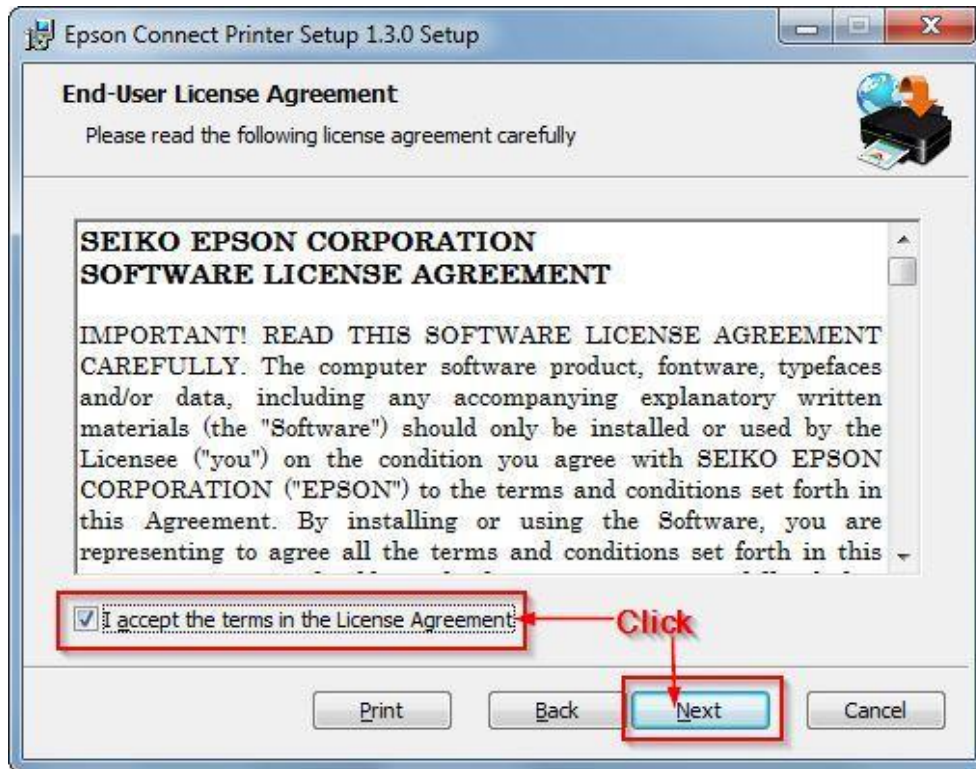 Epson Connect Printer Setup 1.3.0 Setup
End-User License Agreement
Please read the following license agreement carefully
SEIKO EPSON CORPORATION
SOFTWARE LICENSE AGREEMENT
IMPORTANT! READ THIS SOFTWARE LICENSE AGREEMENT
CAREFULLY. The computer software product, fontware, typefaces
and/or data, including any accompanying explanatory written
materials (the "Software") should only be installed or used by the
Licensee ("you") on the condition you agree with SEIKO EPSON
CORPORATION ("EPSON") to the terms and conditions set forth in
this Agreement. By installing or using the Software, you are
representing to agree all the terms and conditions set forth in this
I accept the terms in the License Agreement
Click
Print
Back
Next
Cancel